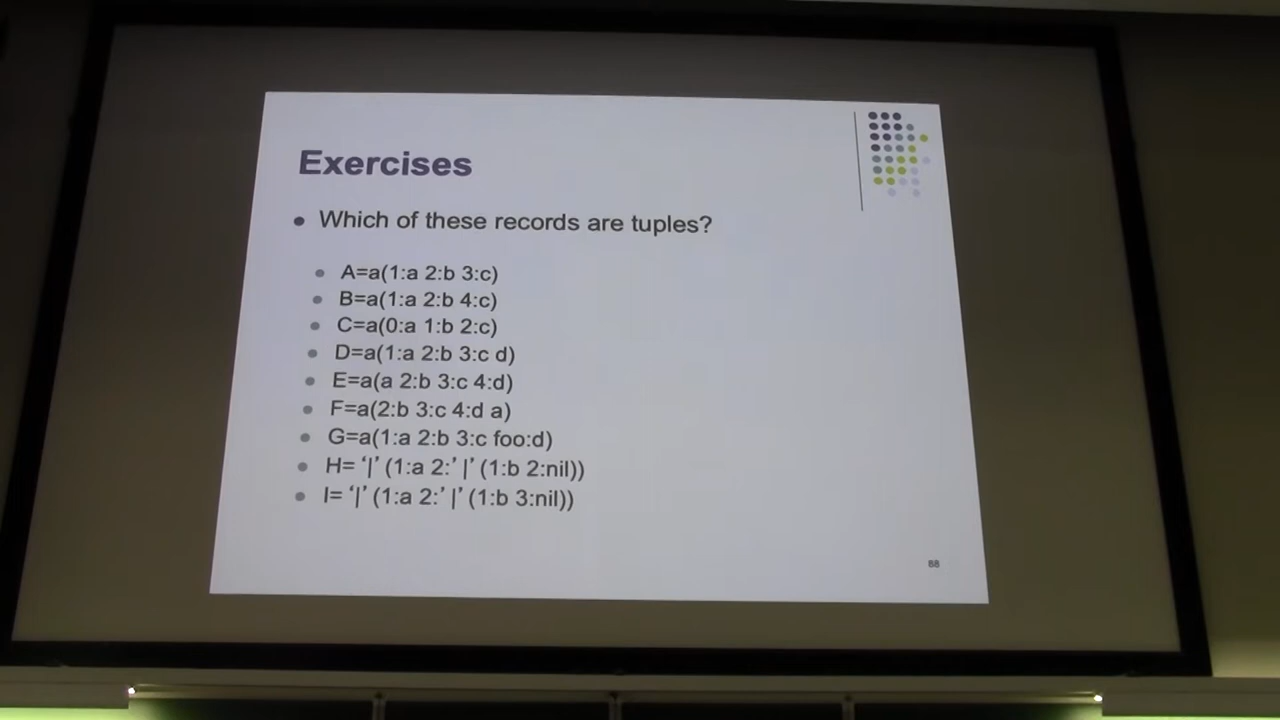 Exercises
• Which of these records are tuples?
• A=a(1:a 2:b 3:c)
• B=a(1:a 2:b 4:c)
• C=a(0:a 1:b 2:c)
• D=a(1:a 2:b 3:c d)
• E=a(a 2:b 3:c 4:d)
• F=a(2:b 3:c 4:d a)
• G=a(1:a 2:b 3:c foo:d)
• H= ‘|’ (1:a 2:’ |’ (1:b 2:nil))
• I= ‘|’ (1:a 2:’ |’ (1:b 3:nil))
88